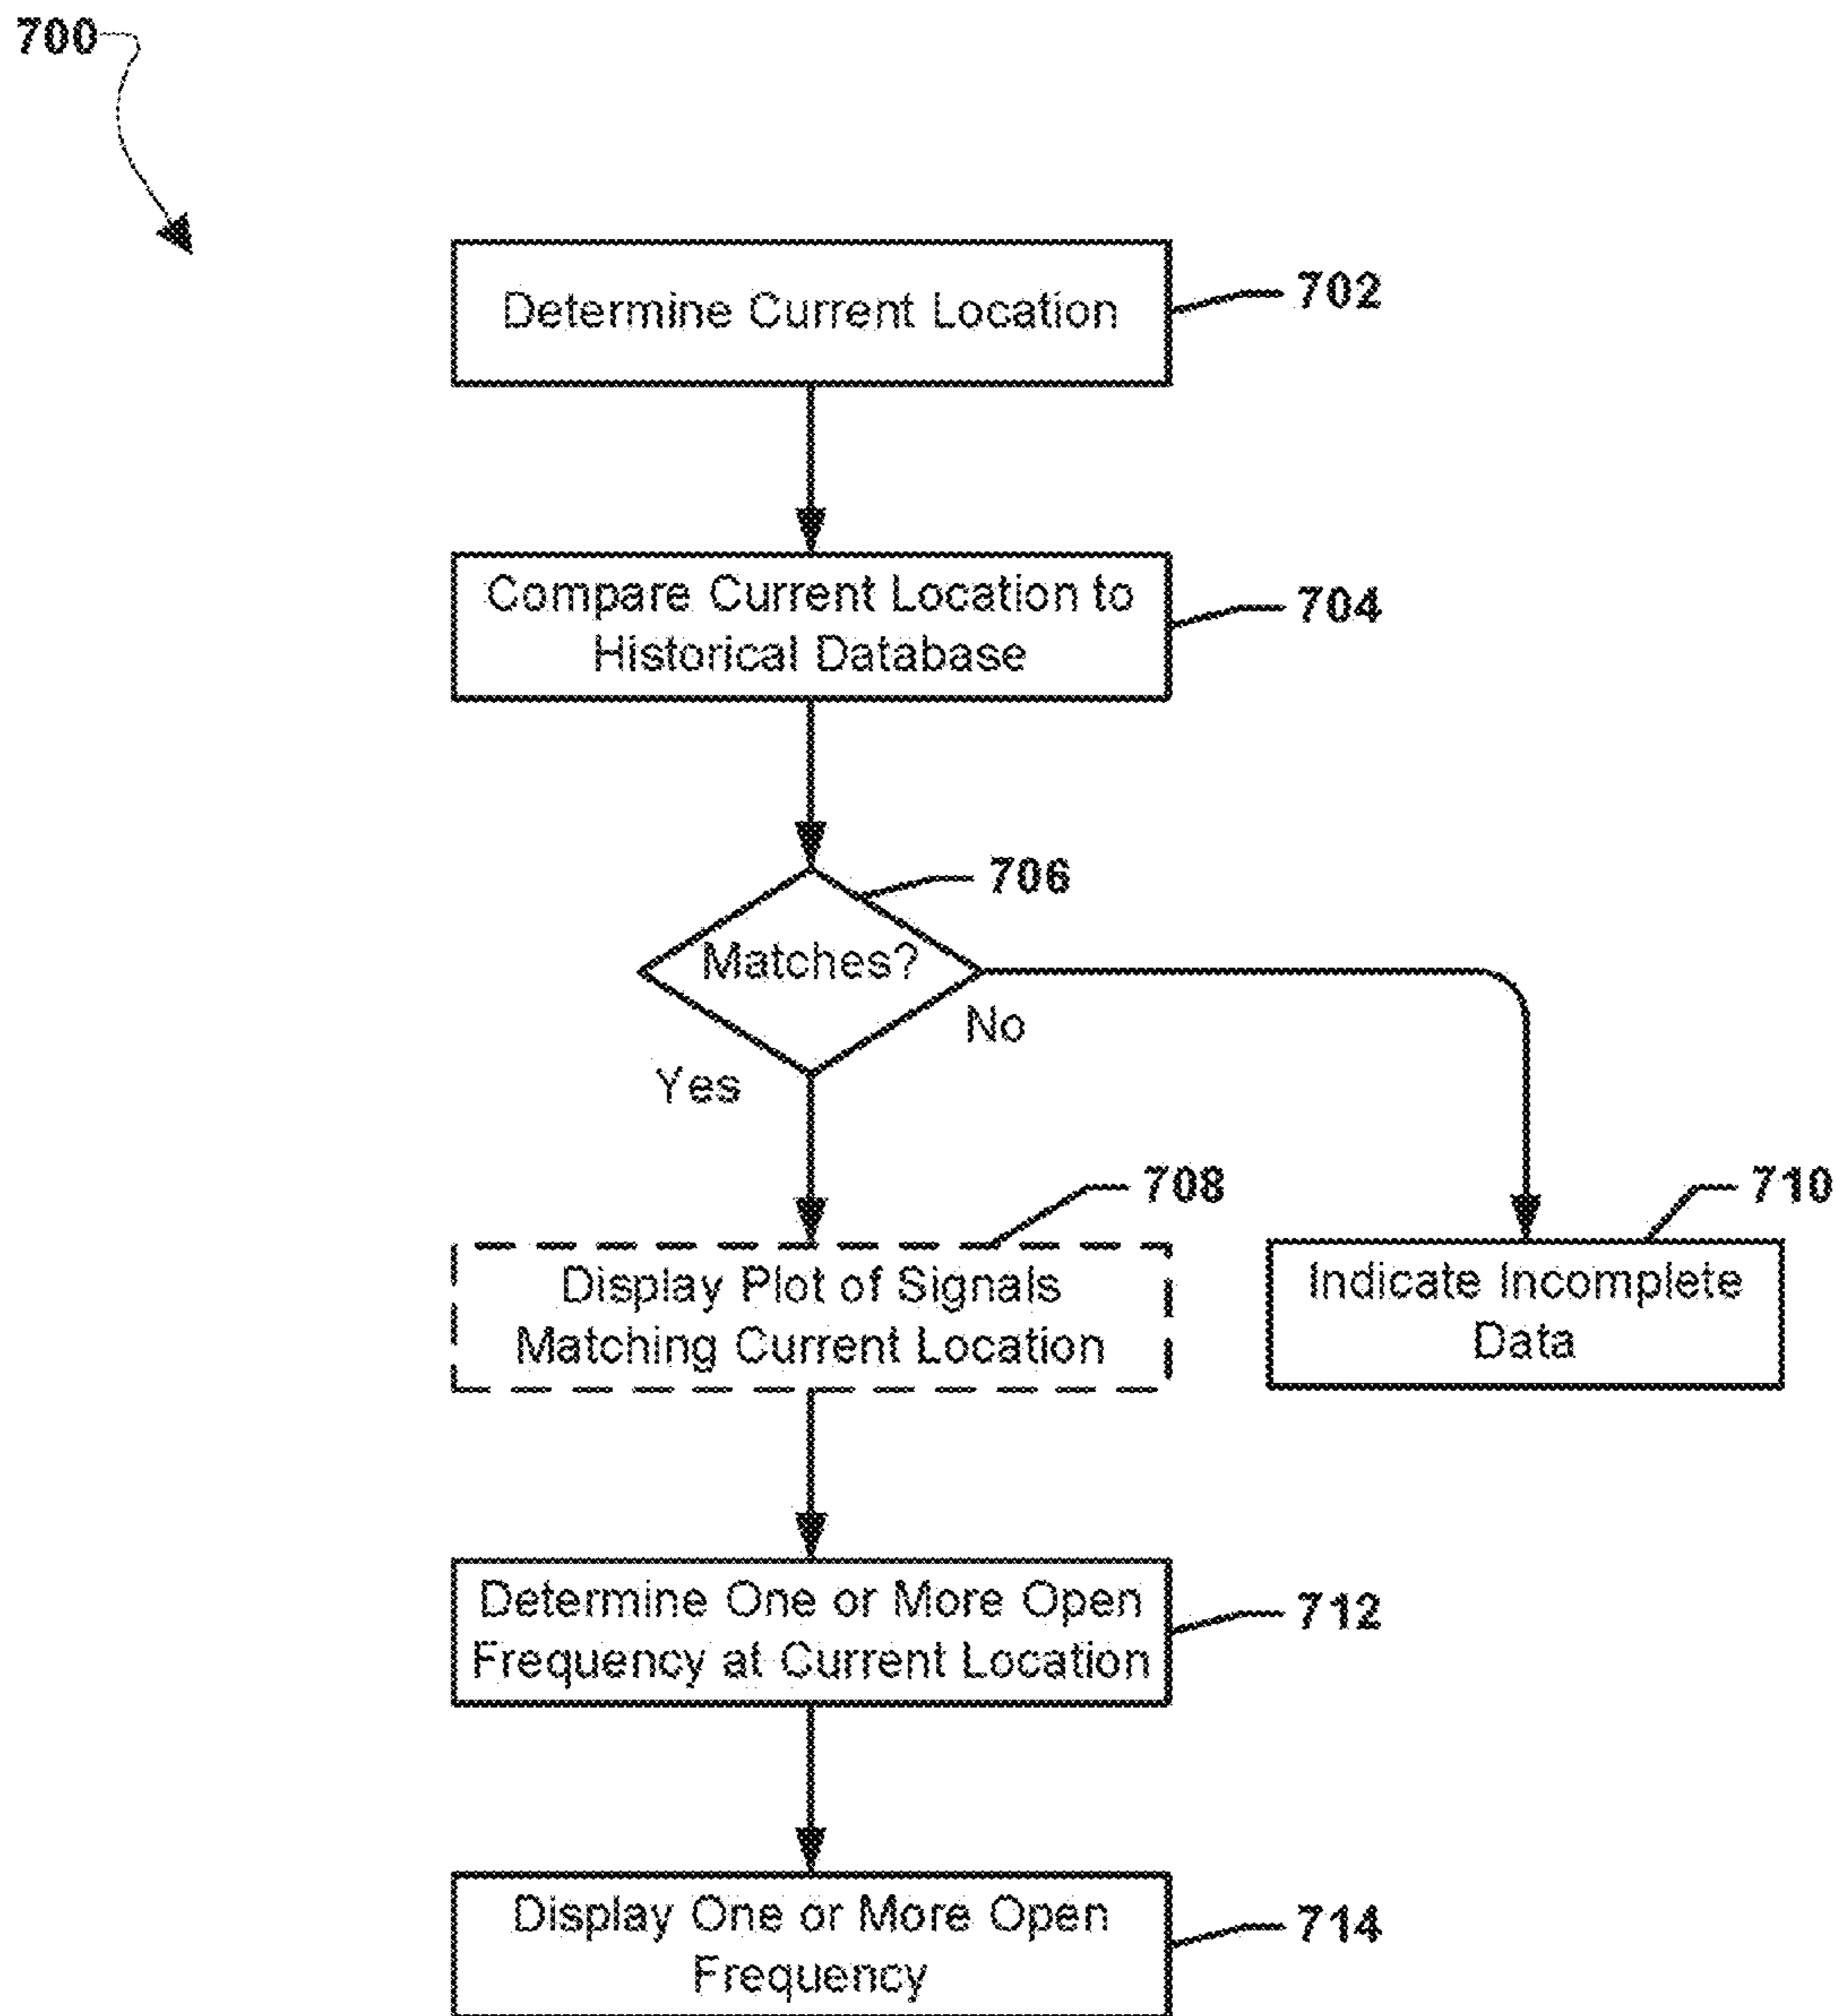 700
Determine Current Location
702
Compare Current Location to
Historical Database
704
706
Matches?
No
Yes
708
710
Display Plot of Signals
Matching Current Location
Indicate Incomplete
Data
Determine One or More Open
Frequency at Current Location
712
Display One or More Open
Frequency
714